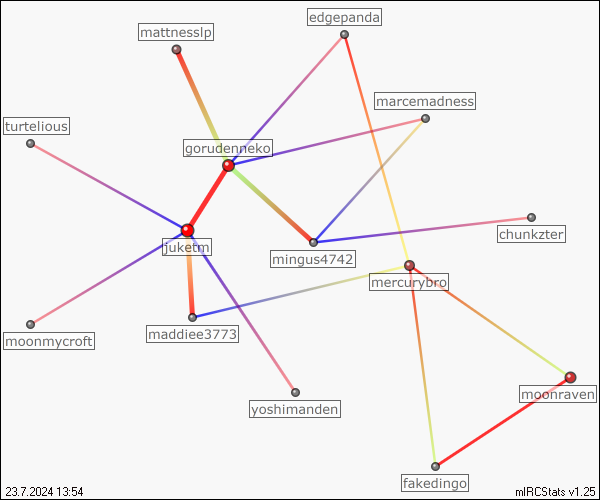 edgepanda
mattnesslp
marcemadness
turtelious
gorudenneko
chunkzter
juketm
mingus4742
mercurybro
maddiee3773
moonmycroft
moonraven
yoshimanden
fakedingo
23.7.2024 13:54
mIRCStats v1.25